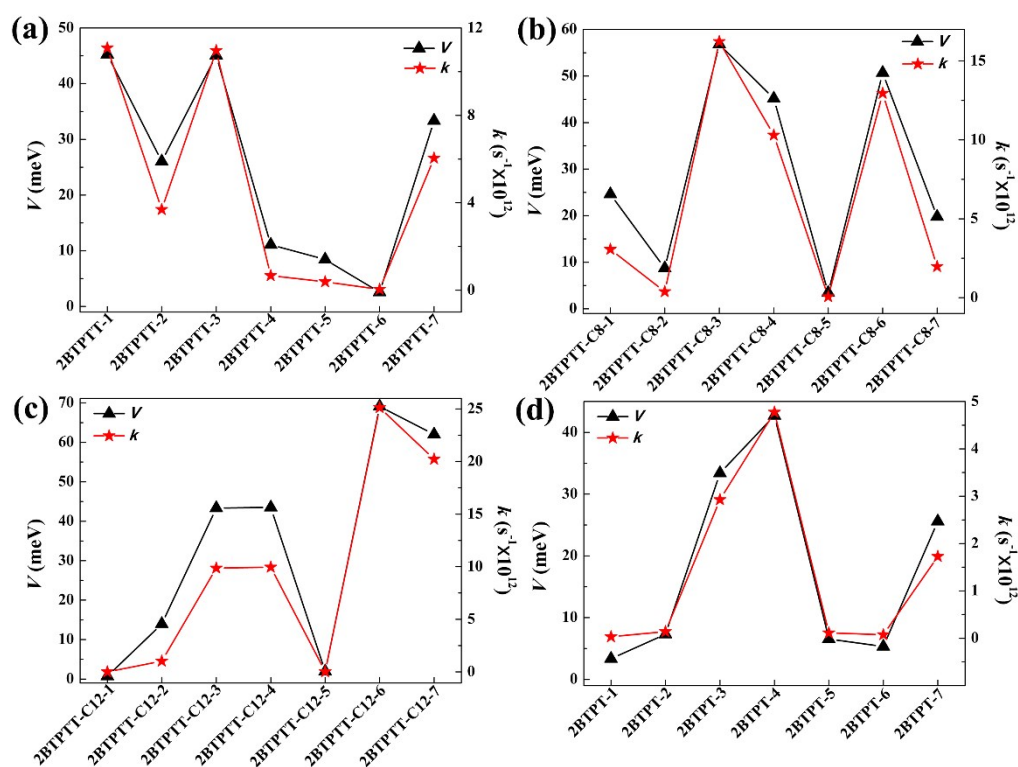 (a)
V
k
50
40
30
20
10
0
V (meV)
12
8
4
0
k (s⁻¹X10¹²)
2BTPTT-1
2BTPTT-2
2BTPTT-3
2BTPTT-4
2BTPTT-5
2BTPTT-6
2BTPTT-7
(b)
V
k
60
50
40
30
20
10
0
V (meV)
15
10
5
0
k (s⁻¹X10¹²)
2BTPTT-C8-1
2BTPTT-C8-2
2BTPTT-C8-3
2BTPTT-C8-4
2BTPTT-C8-5
2BTPTT-C8-6
2BTPTT-C8-7
(c)
V
k
70
60
50
40
30
20
10
0
V (meV)
25
20
15
10
5
0
k (s⁻¹X10¹²)
2BTPTT-C12-1
2BTPTT-C12-2
2BTPTT-C12-3
2BTPTT-C12-4
2BTPTT-C12-5
2BTPTT-C12-6
2BTPTT-C12-7
(d)
V
k
40
30
20
10
0
V (meV)
5
4
3
2
1
0
k (s⁻¹X10¹²)
2BTPT-1
2BTPT-2
2BTPT-3
2BTPT-4
2BTPT-5
2BTPT-6
2BTPT-7